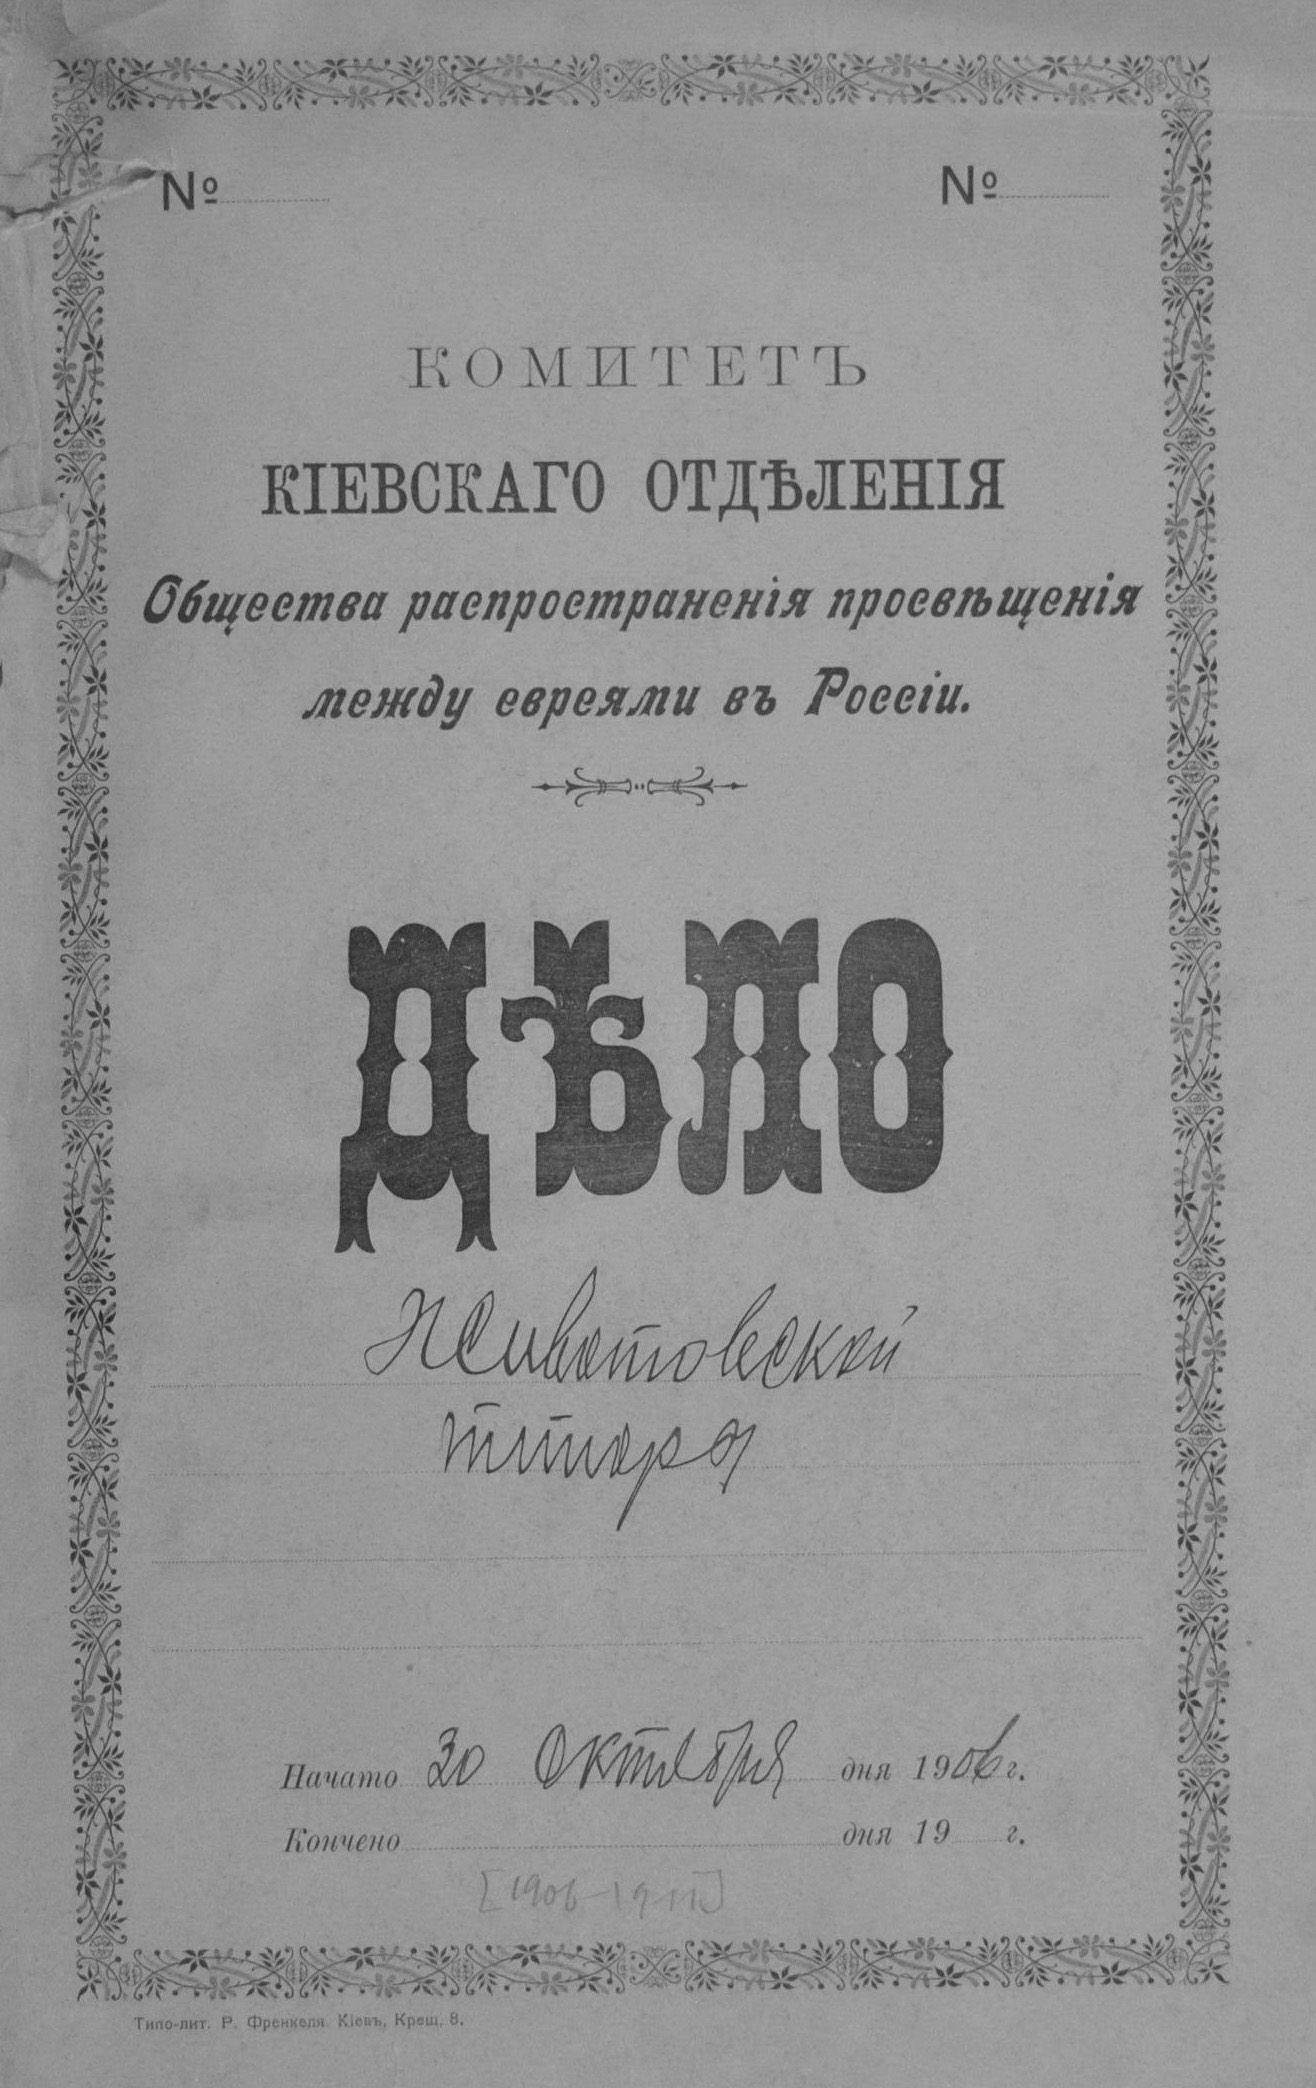 № №
КОМИТЕТЪ
КІЕВСКАГО ОТДѢЛЕНІЯ
Общества распространенія просвѣщенія
между евреями въ Россіи.
ДѢЛО
Животовской
Начато 30 октября дня 1906 г.
Кончено дня 19 г.
[1906-1911]
Типо-лит. Р. Френкеля Кіевъ, Крещ. 8.